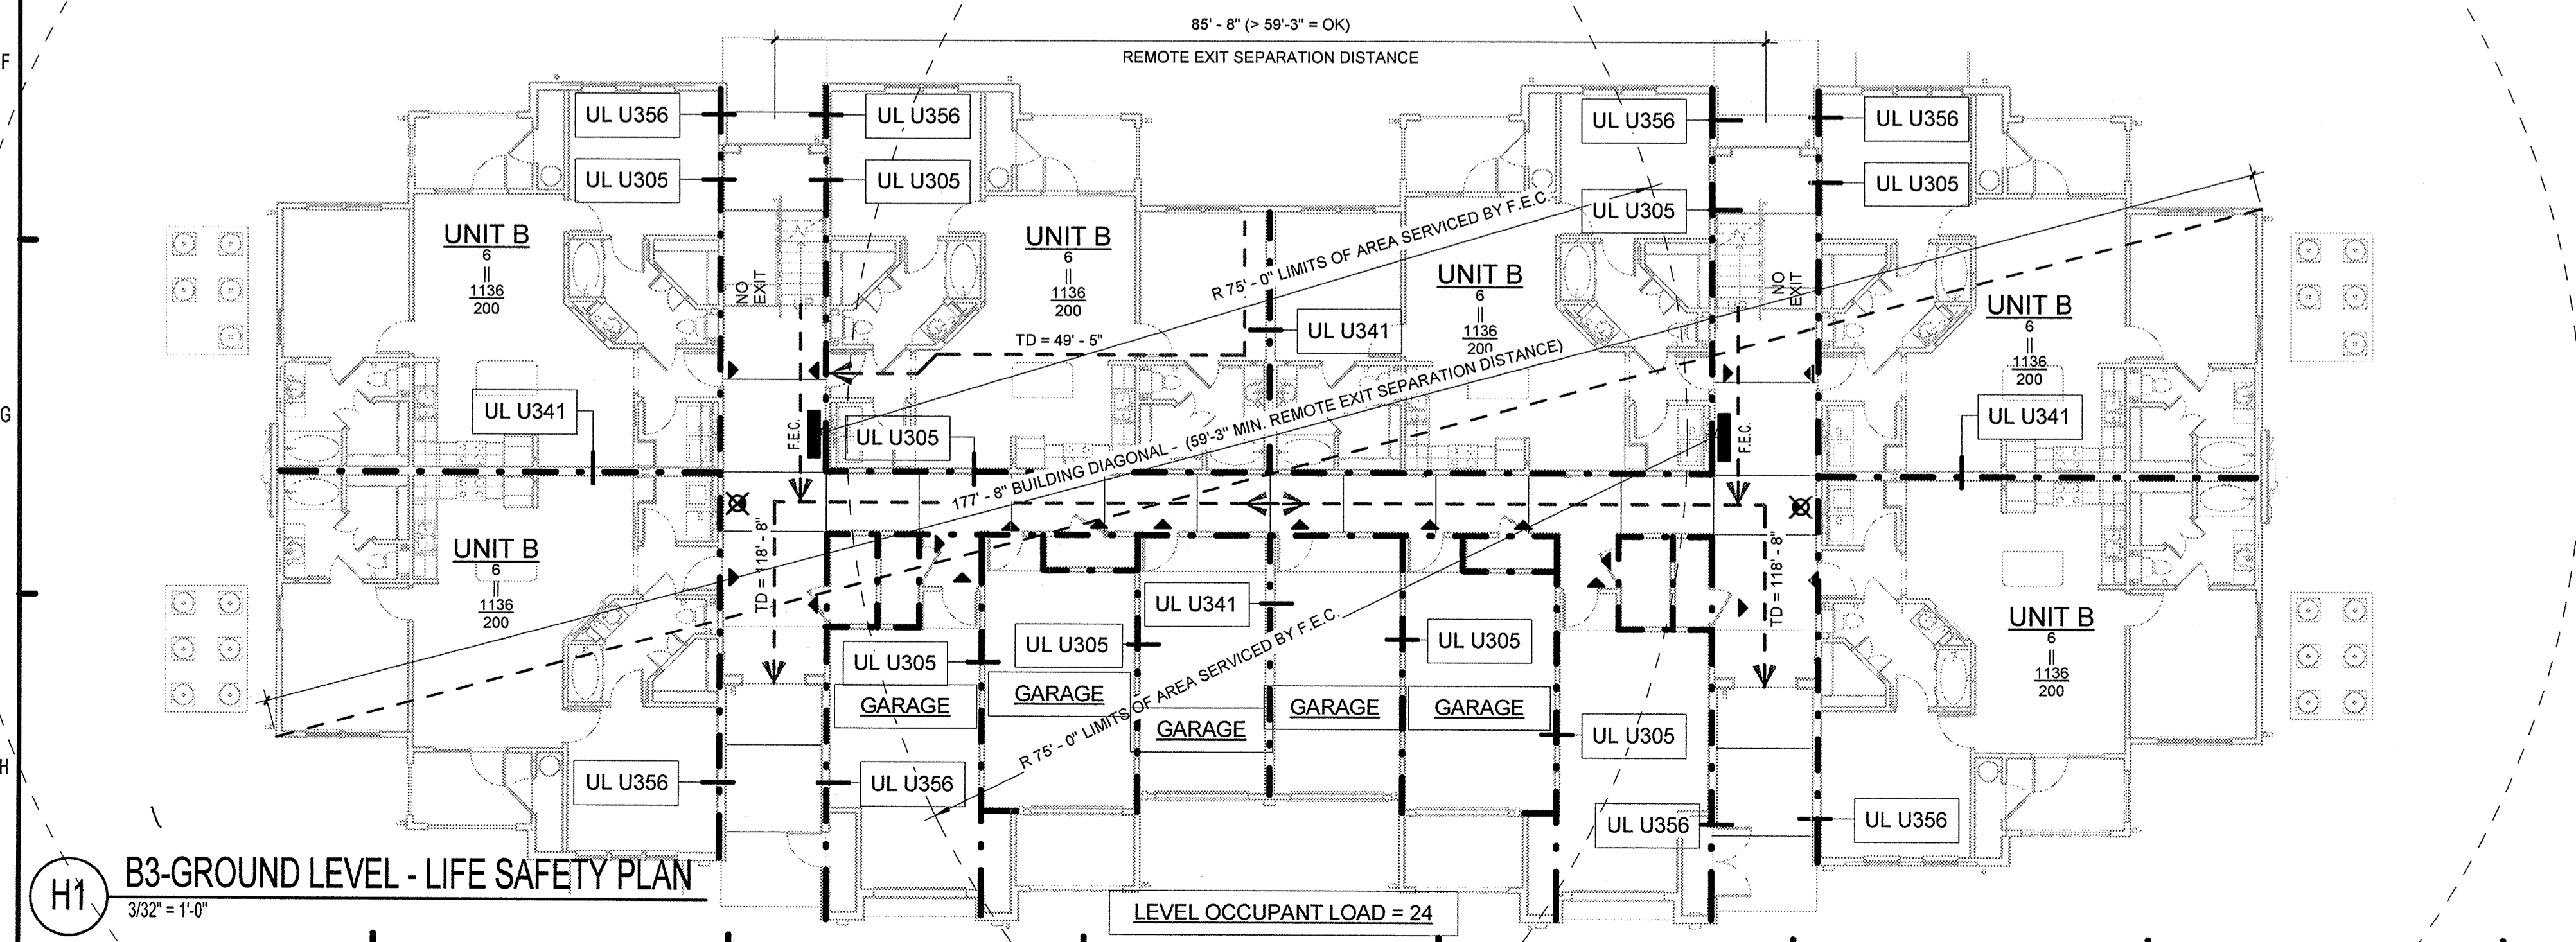 85' - 8" (> 59'-3" = OK)
REMOTE EXIT SEPARATION DISTANCE
F
G
H
UL U356
UL U356
UL U356
UL U356
UL U305
UL U305
UL U305
UL U305
UNIT B
6
=
1136
200
UNIT B
6
=
1136
200
UNIT B
6
=
1136
200
UNIT B
6
=
1136
200
NO
EXIT
NO
EXIT
R 75' - 0" LIMITS OF AREA SERVICED BY F.E.C.
TD = 49' - 5"
UL U341
UL U341
UL U341
F.E.C.
F.E.C.
UL U305
177' - 8" BUILDING DIAGONAL - (59'-3" MIN. REMOTE EXIT SEPARATION DISTANCE)
UNIT B
6
=
1136
200
TD = 118' - 8"
TD = 118' - 8"
UNIT B
6
=
1136
200
UL U341
UL U305
UL U305
UL U305
R 75' - 0" LIMITS OF AREA SERVICED BY F.E.C.
GARAGE
GARAGE
GARAGE
GARAGE
GARAGE
UL U305
UL U356
UL U356
UL U356
UL U356
H1
B3-GROUND LEVEL - LIFE SAFETY PLAN
3/32" = 1'-0"
LEVEL OCCUPANT LOAD = 24